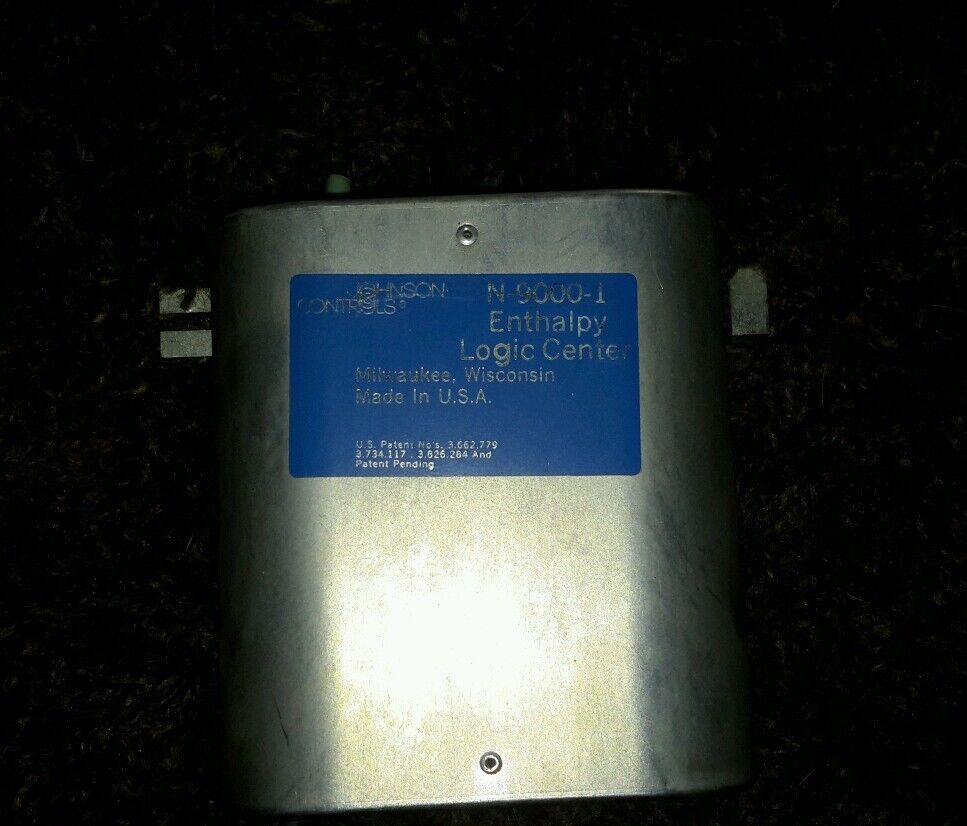 JOHNSON
CONTROLS®
N-9000-1
Enthalpy
Logic Center
Milwaukee, Wisconsin
Made In U.S.A.
U.S. Patent No's. 3,662,779
3,734,117 , 3,826,284 And
Patent Pending